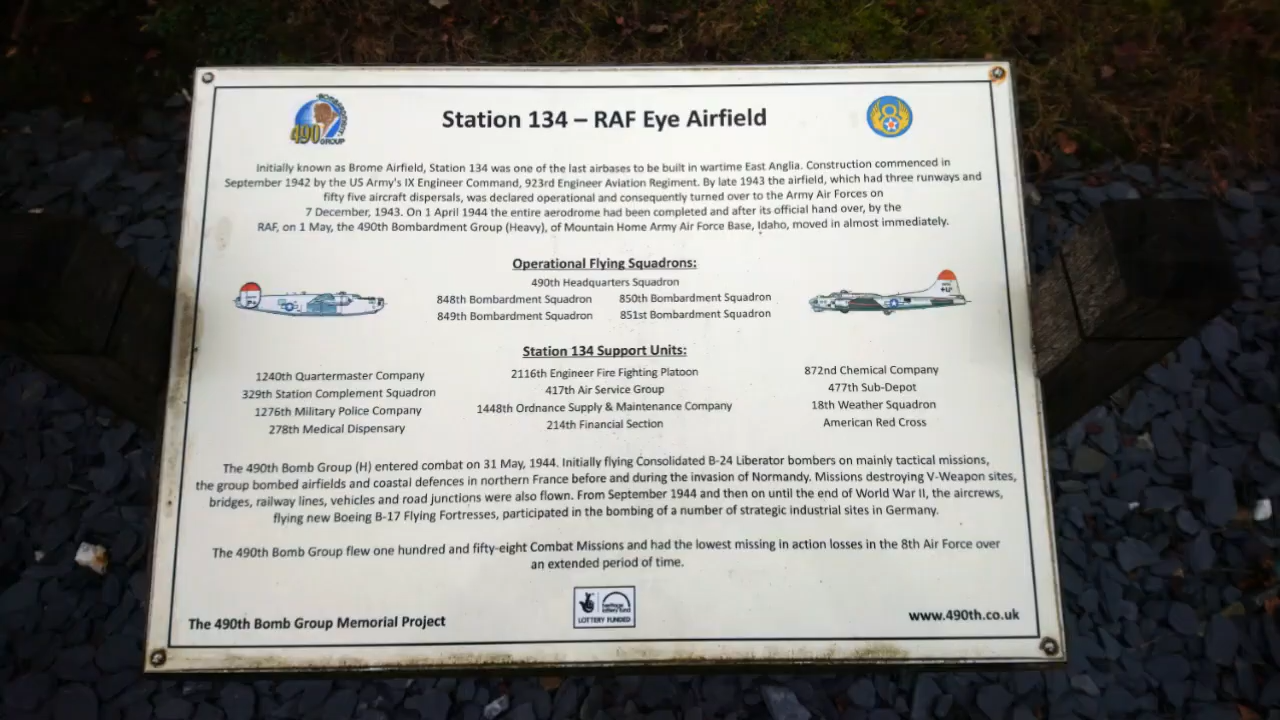 490
BOMBARDMENT
GROUP
Station 134 – RAF Eye Airfield
8
Initially known as Brome Airfield, Station 134 was one of the last airbases to be built in wartime East Anglia. Construction commenced in
September 1942 by the US Army's IX Engineer Command, 923rd Engineer Aviation Regiment. By late 1943 the airfield, which had three runways and
fifty five aircraft dispersals, was declared operational and consequently turned over to the Army Air Forces on
7 December, 1943. On 1 April 1944 the entire aerodrome had been completed and after its official hand over, by the
RAF, on 1 May, the 490th Bombardment Group (Heavy), of Mountain Home Army Air Force Base, Idaho, moved in almost immediately.
Operational Flying Squadrons:
490th Headquarters Squadron
848th Bombardment Squadron 850th Bombardment Squadron
849th Bombardment Squadron 851st Bombardment Squadron
Station 134 Support Units:
1240th Quartermaster Company 2116th Engineer Fire Fighting Platoon 872nd Chemical Company
329th Station Complement Squadron 417th Air Service Group 477th Sub-Depot
1276th Military Police Company 1448th Ordnance Supply & Maintenance Company 18th Weather Squadron
278th Medical Dispensary 214th Financial Section American Red Cross
The 490th Bomb Group (H) entered combat on 31 May, 1944. Initially flying Consolidated B-24 Liberator bombers on mainly tactical missions,
the group bombed airfields and coastal defences in northern France before and during the invasion of Normandy. Missions destroying V-Weapon sites,
bridges, railway lines, vehicles and road junctions were also flown. From September 1944 and then on until the end of World War II, the aircrews,
flying new Boeing B-17 Flying Fortresses, participated in the bombing of a number of strategic industrial sites in Germany.
The 490th Bomb Group flew one hundred and fifty-eight Combat Missions and had the lowest missing in action losses in the 8th Air Force over
an extended period of time.
heritage
lottery fund
LOTTERY FUNDED
The 490th Bomb Group Memorial Project
www.490th.co.uk